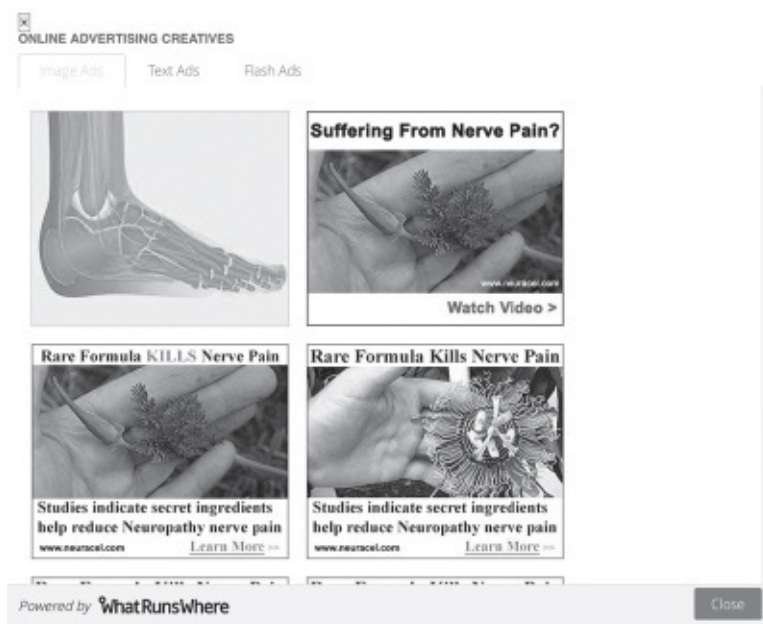 ONLINE ADVERTISING CREATIVES
Image Ads
Text Ads
Flash Ads
Suffering From Nerve Pain?
www.neuracel.com
Watch Video >
Rare Formula KILLS Nerve Pain
Studies indicate secret ingredients
help reduce Neuropathy nerve pain
www.neuracel.com
Learn More >>
Rare Formula Kills Nerve Pain
Studies indicate secret ingredients
help reduce Neuropathy nerve pain
www.neuracel.com
Learn More >>
Powered by WhatRunsWhere
Close